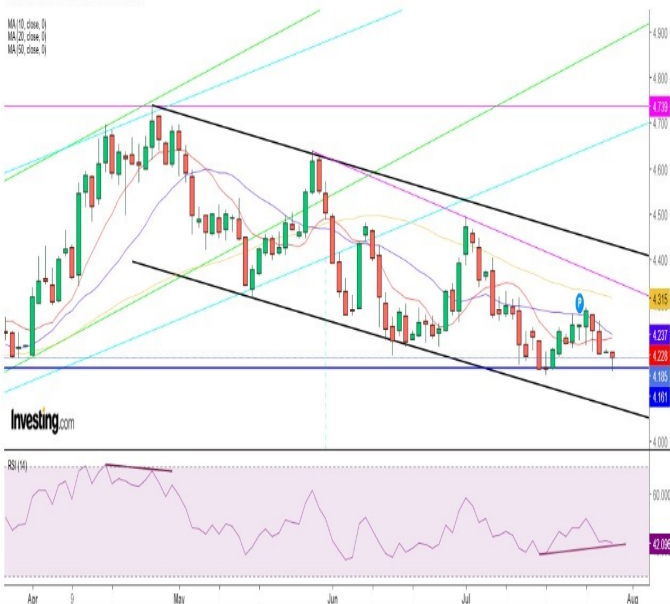 MA (10, close, 0)
MA (20, close, 0)
MA (50, close, 0)
4.900
4.800
4.739
4.700
4.600
4.500
4.400
4.315
4.237
4.228
4.185
4.161
4.000
P
Investing.com
RSI (14)
60.000
42.096
Apr 9 May Jun Jul Aug